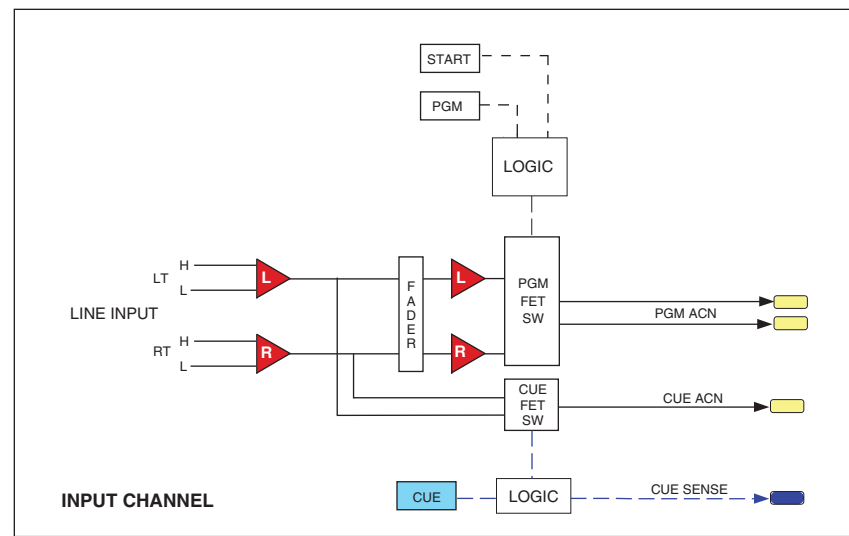 START
PGM
LOGIC
H
LT
L
L
FADER
L
PGM
FET
SW
PGM ACN
LINE INPUT
H
RT
L
R
R
CUE
FET
SW
CUE ACN
CUE
LOGIC
CUE SENSE
INPUT CHANNEL